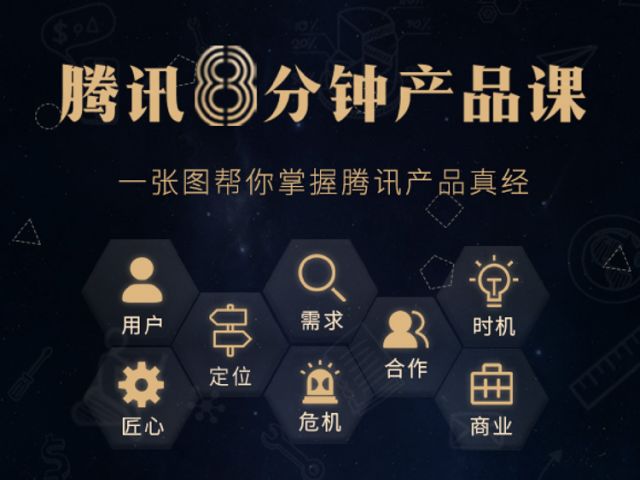 腾讯8分钟产品课
一张图帮你掌握腾讯产品真经
用户
需求
时机
定位
合作
匠心
危机
商业